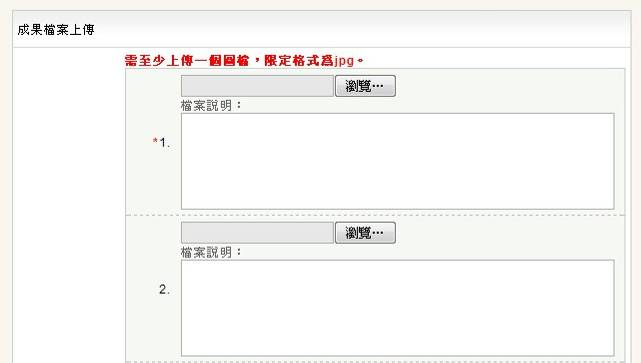 成果檔案上傳
需至少上傳一個圖檔，限定格式為jpg。
瀏覽…
檔案說明：
*1.
瀏覽…
檔案說明：
2.